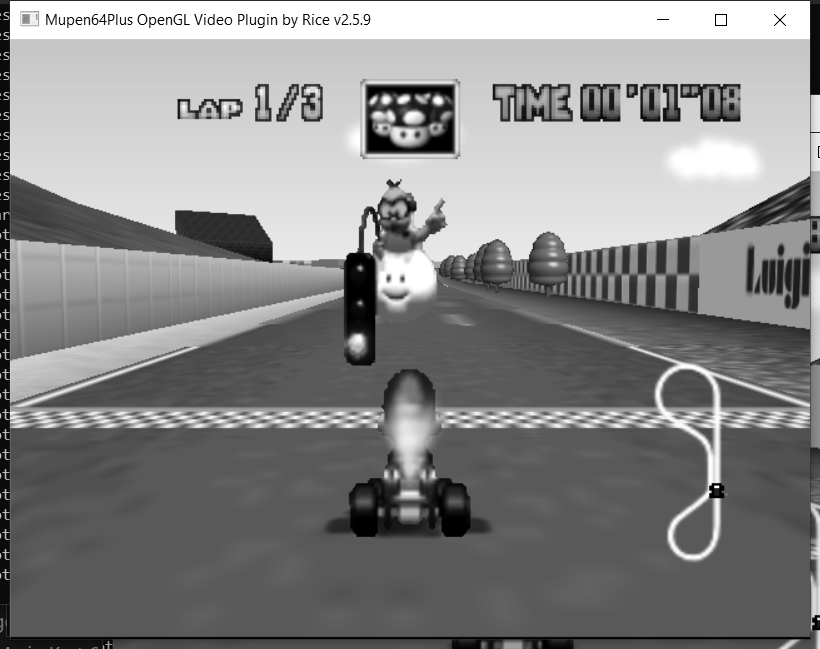 Mupen64Plus OpenGL Video Plugin by Rice v2.5.9
LAP 1/3
TIME 00'01"08
Luigi